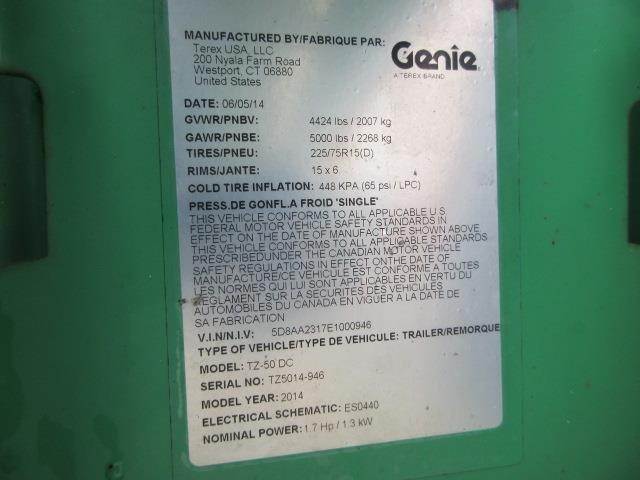 MANUFACTURED BY/FABRIQUE PAR:
Terex USA, LLC
200 Nyala Farm Road
Westport, CT 06880
United States
Genie
A TEREX BRAND
DATE: 06/05/14
GVWR/PNBV: 4424 lbs / 2007 kg
GAWR/PNBE: 5000 lbs / 2268 kg
TIRES/PNEU: 225/75R15(D)
RIMS/JANTE: 15 x 6
COLD TIRE INFLATION: 448 KPA (65 psi / LPC)
PRESS.DE GONFL.A FROID 'SINGLE'
THIS VEHICLE CONFORMS TO ALL APPLICABLE U.S
FEDERAL MOTOR VEHICLE SAFETY STANDARDS IN
EFFECT ON THE DATE OF MANUFACTURE SHOWN ABOVE
THIS VEHICLE CONFORMS TO ALL APPLICABLE STANDARDS
PRESCRIBEDUNDER THE CANADIAN MOTOR VEHICLE
SAFETY REGULATIONS IN EFFECT ONTHE DATE OF
MANUFACTURE/CE VEHICULE EST CONFORME A TOUTES
LES NORMES QUI LUI SONT APPLICABLES EN VERTU DU
REGLEMENT SUR LA SECURITES DES VEHICULES
AUTOMOBILES DU CANADA EN VIGUER A LA DATE DE
SA FABRICATION
V.I.N/N.I.V: 5D8AA2317E1000946
TYPE OF VEHICLE/TYPE DE VEHICULE: TRAILER/REMORQUE
MODEL: TZ-50 DC
SERIAL NO: TZ5014-946
MODEL YEAR: 2014
ELECTRICAL SCHEMATIC: ES0440
NOMINAL POWER: 1.7 Hp / 1.3 kW